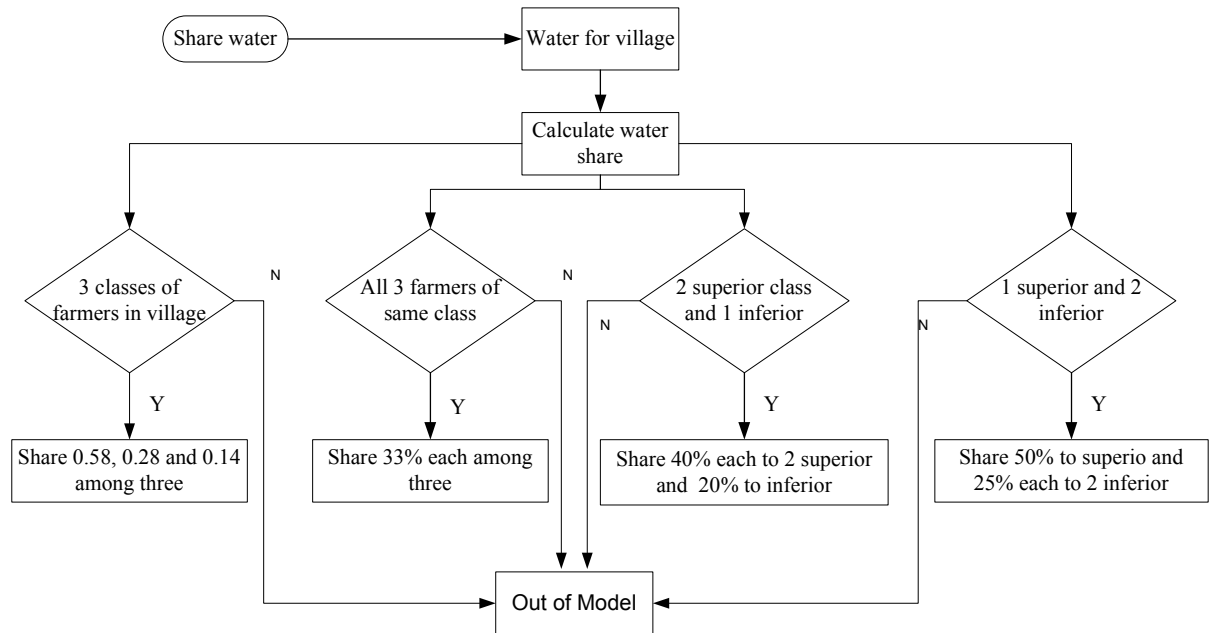 Share water
Water for village
Calculate water
share
3 classes of
farmers in village
N
All 3 farmers of
same class
N
2 superior class
and 1 inferior
N
1 superior and 2
inferior
N
Y
Y
Y
Y
Share 0.58, 0.28 and 0.14
among three
Share 33% each among
three
Share 40% each to 2 superior
and 20% to inferior
Share 50% to superio and
25% each to 2 inferior
Out of Model